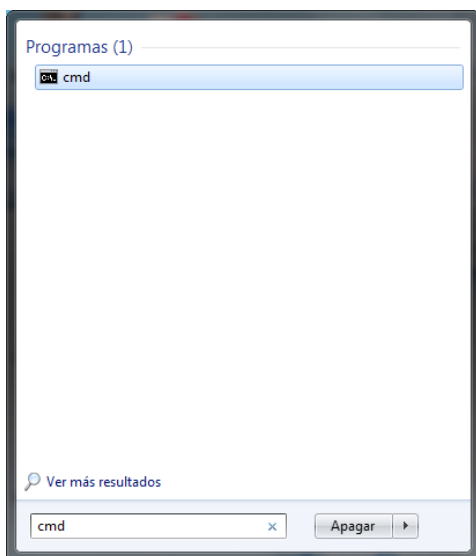 Programas (1)
C:\.
cmd
Ver más resultados
cmd
Apagar